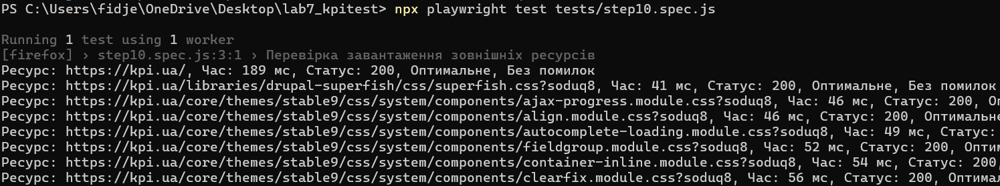 PS C:\Users\fidje\OneDrive\Desktop\lab7_kpitest> npx playwright test tests/step10.spec.js
Running 1 test using 1 worker
[firefox] › step10.spec.js:3:1 › Перевірка завантаження зовнішніх ресурсів
Ресурс: https://kpi.ua/, Час: 189 мс, Статус: 200, Оптимальне, Без помилок
Ресурс: https://kpi.ua/libraries/drupal-superfish/css/superfish.css?soduq8, Час: 41 мс, Статус: 200, Оптимальне, Без помилок
Ресурс: https://kpi.ua/core/themes/stable9/css/system/components/ajax-progress.module.css?soduq8, Час: 46 мс, Статус: 200, Оп
Ресурс: https://kpi.ua/core/themes/stable9/css/system/components/align.module.css?soduq8, Час: 46 мс, Статус: 200, Оптимальне
Ресурс: https://kpi.ua/core/themes/stable9/css/system/components/autocomplete-loading.module.css?soduq8, Час: 49 мс, Статус:
Ресурс: https://kpi.ua/core/themes/stable9/css/system/components/fieldgroup.module.css?soduq8, Час: 52 мс, Статус: 200, Оптим
Ресурс: https://kpi.ua/core/themes/stable9/css/system/components/container-inline.module.css?soduq8, Час: 54 мс, Статус: 200,
Ресурс: https://kpi.ua/core/themes/stable9/css/system/components/clearfix.module.css?soduq8, Час: 56 мс, Статус: 200, Оптимал